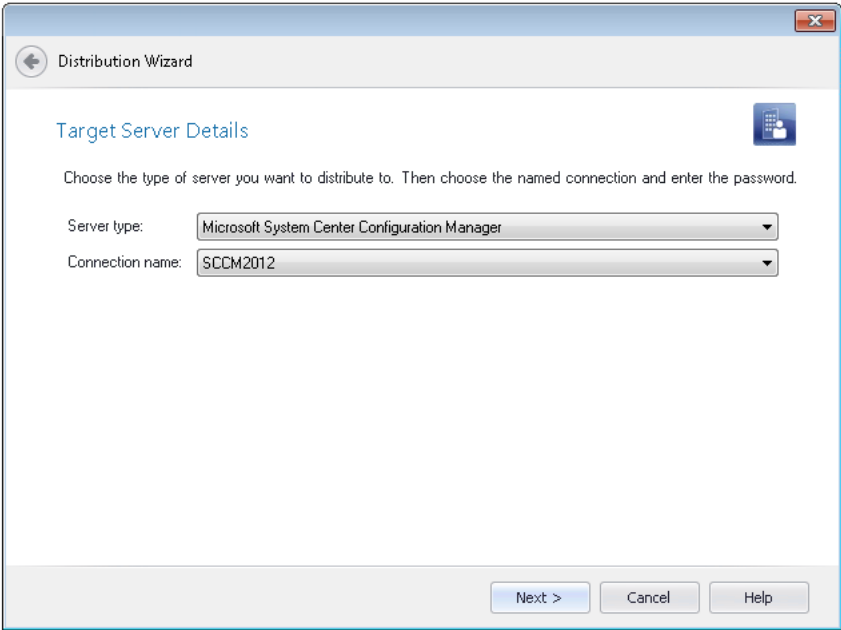 Distribution Wizard
Target Server Details
Choose the type of server you want to distribute to. Then choose the named connection and enter the password.
Server type: Microsoft System Center Configuration Manager
Connection name: SCCM2012
Next > Cancel Help